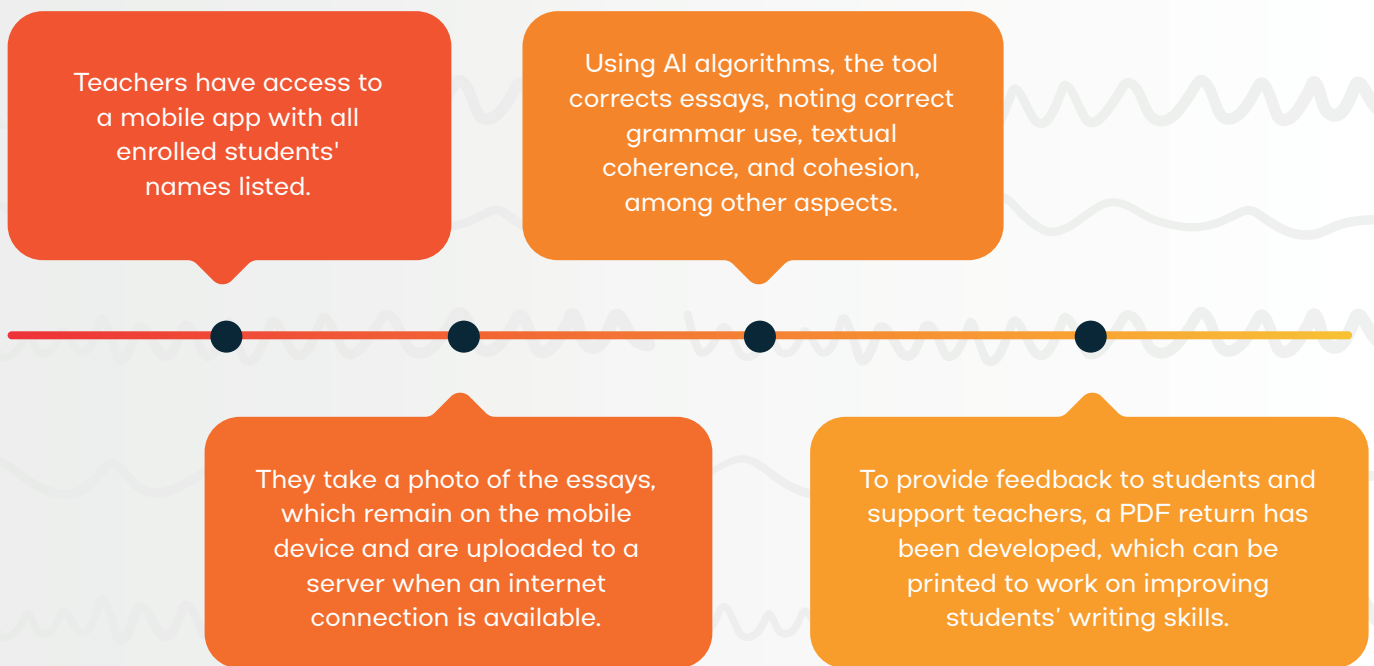 Teachers have access to
a mobile app with all
enrolled students'
names listed.
They take a photo of the essays,
which remain on the mobile
device and are uploaded to a
server when an internet
connection is available.
Using AI algorithms, the tool
corrects essays, noting correct
grammar use, textual
coherence, and cohesion,
among other aspects.
To provide feedback to students and
support teachers, a PDF return has
been developed, which can be
printed to work on improving
students’ writing skills.